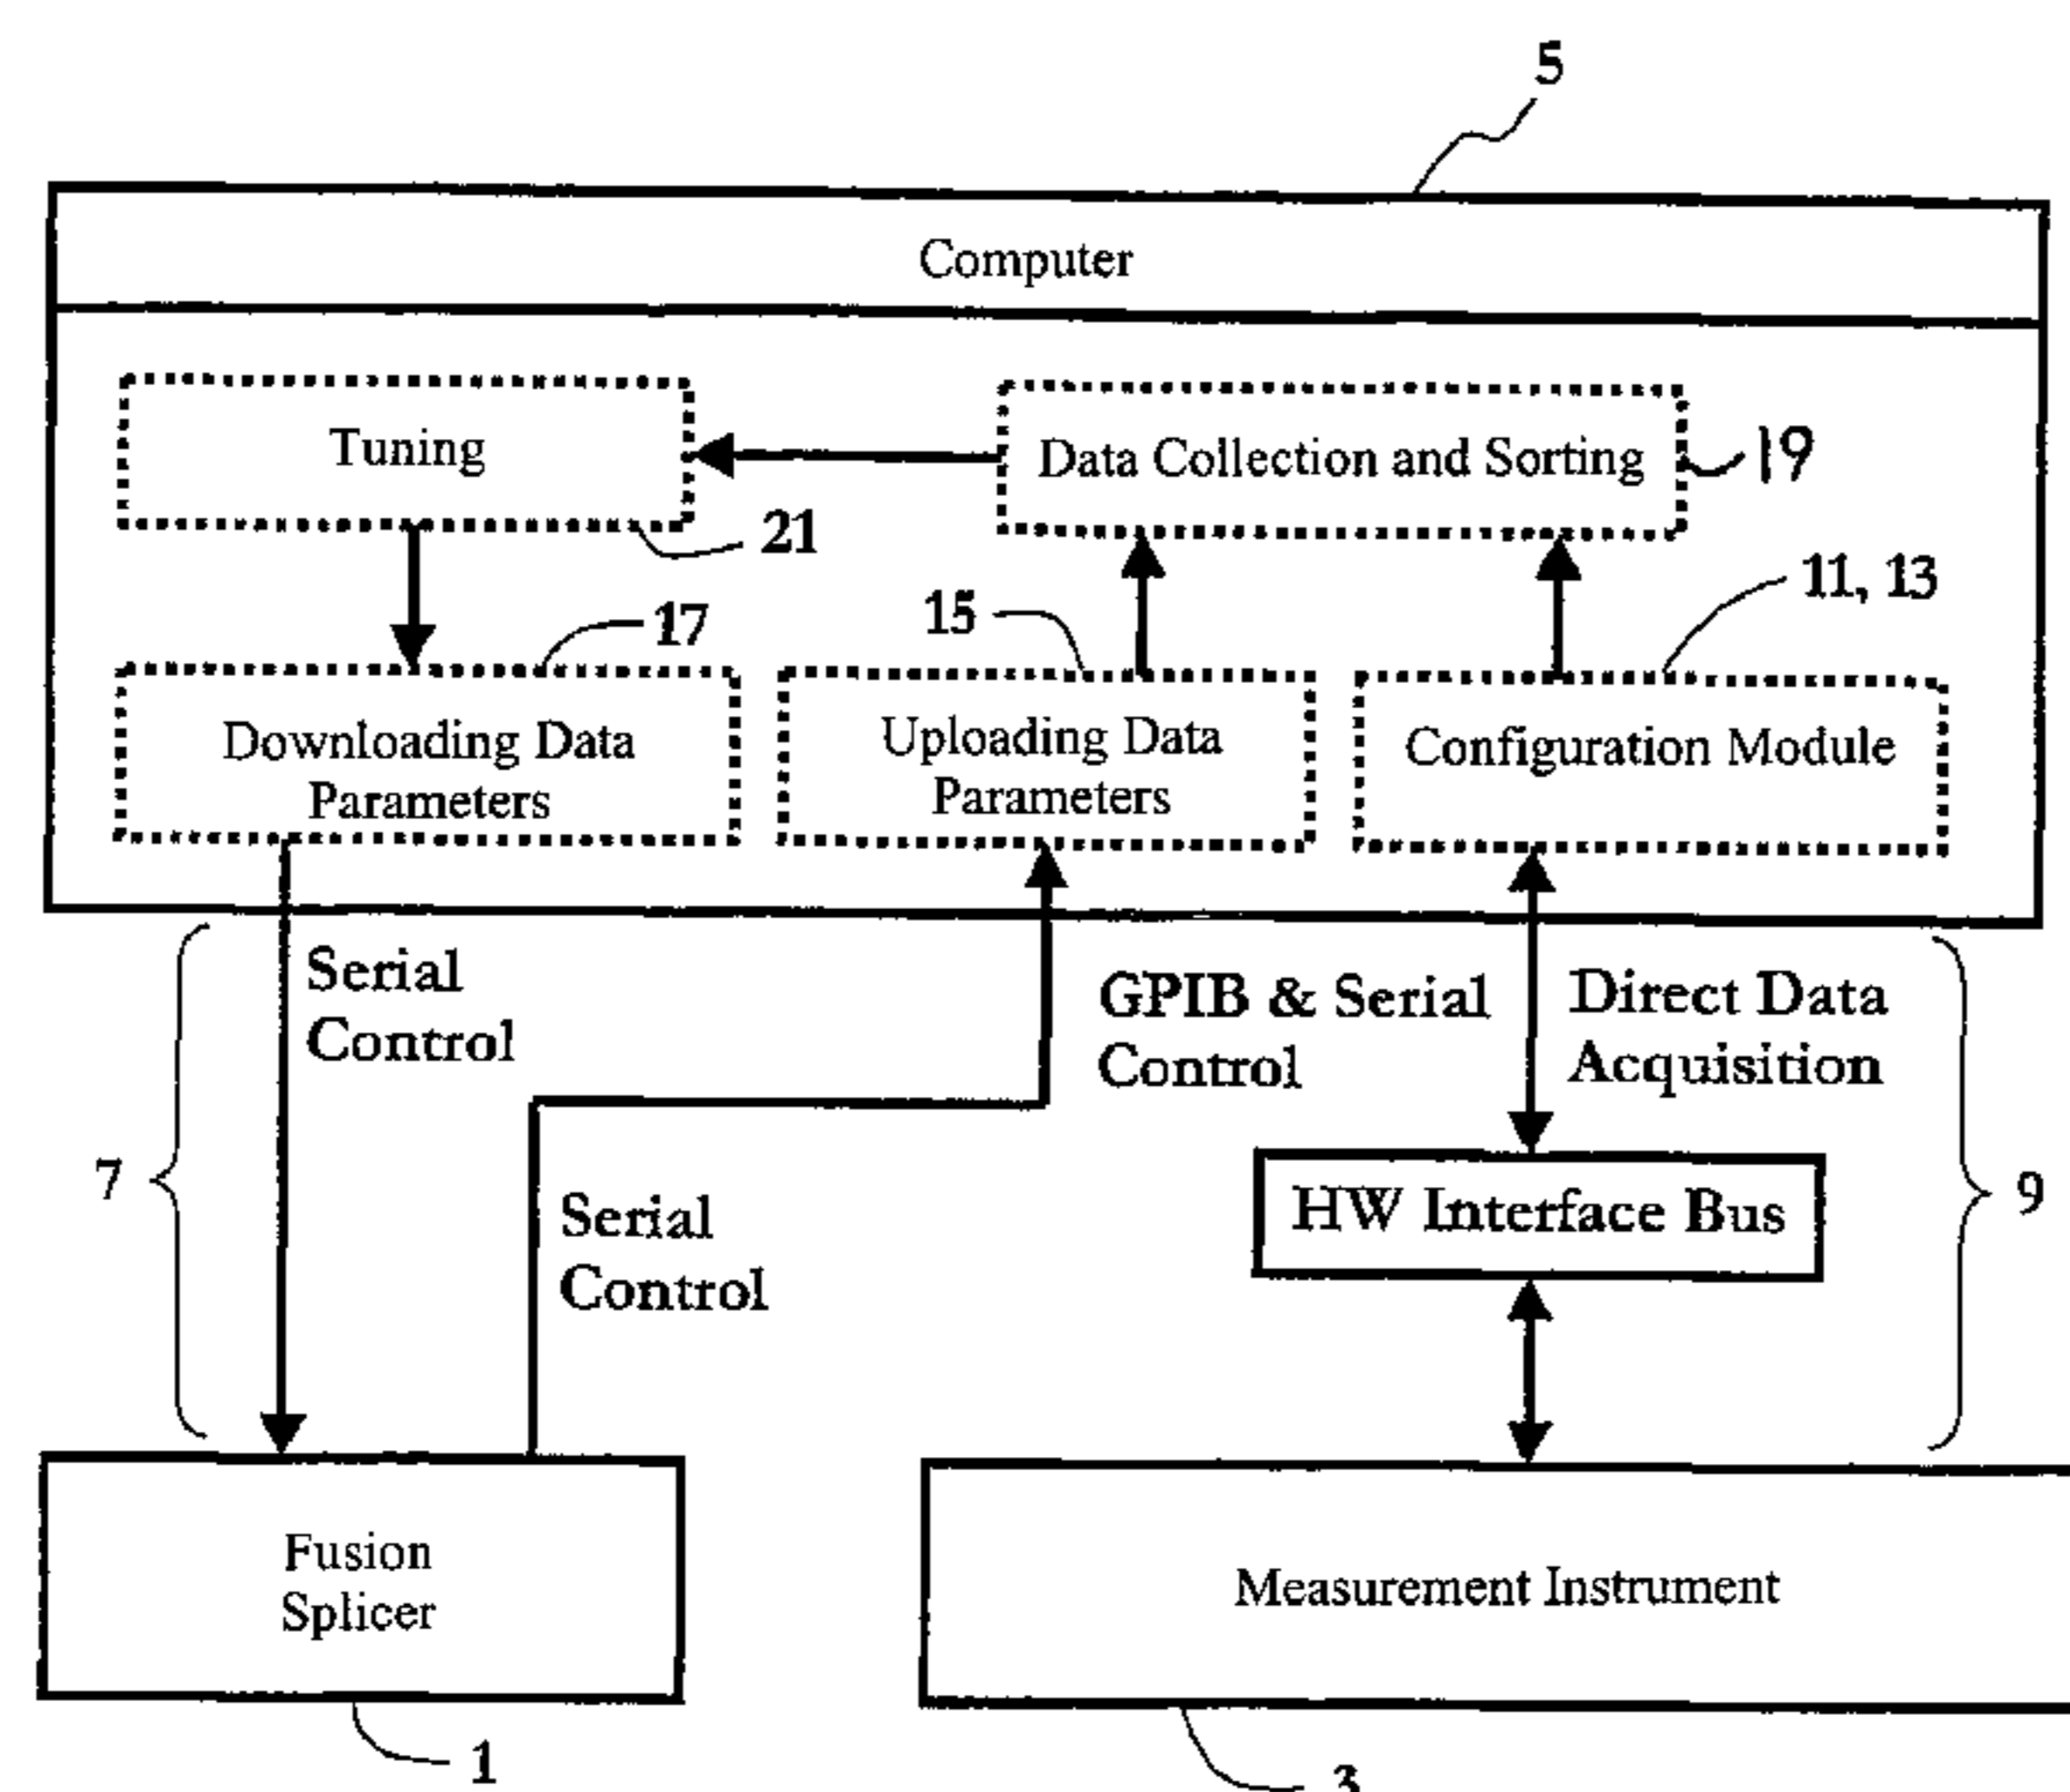 5
Computer
Tuning
Data Collection and Sorting
19
21
11, 13
17
15
Downloading Data
Parameters
Uploading Data
Parameters
Configuration Module
Serial
Control
GPIB & Serial
Control
Direct Data
Acquisition
7
9
HW Interface Bus
Serial
Control
Fusion
Splicer
Measurement Instrument
1
3